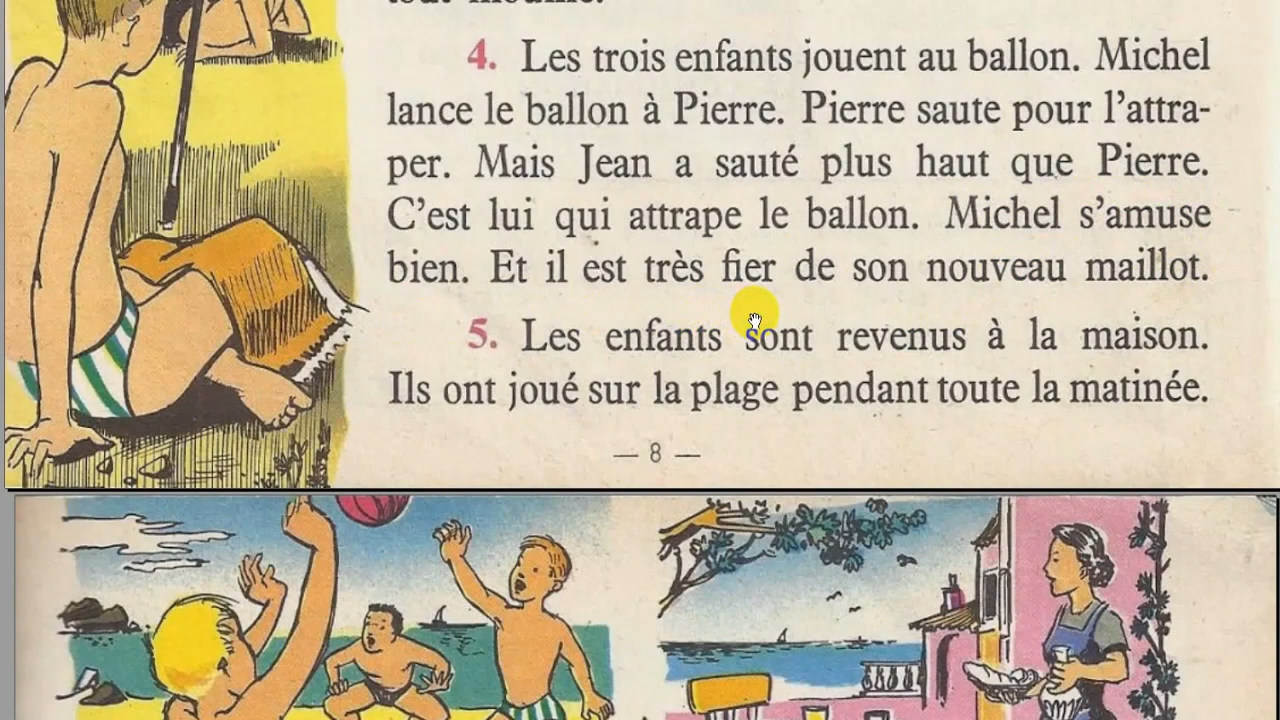 4. Les trois enfants jouent au ballon. Michel
lance le ballon à Pierre. Pierre saute pour l'attra-
per. Mais Jean a sauté plus haut que Pierre.
C'est lui qui attrape le ballon. Michel s'amuse
bien. Et il est très fier de son nouveau maillot.
5. Les enfants sont revenus à la maison.
Ils ont joué sur la plage pendant toute la matinée.
— 8 —